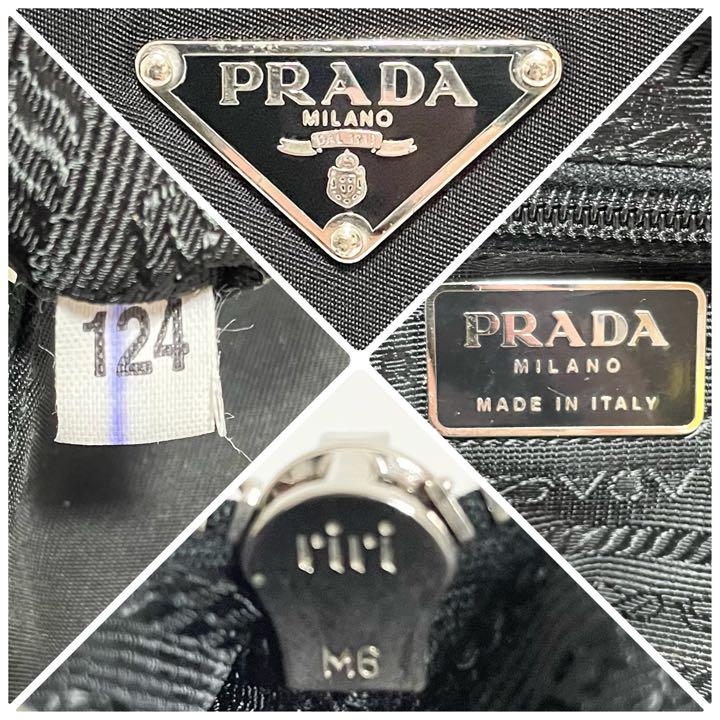 PRADA
MILANO
DAL 1913
124
PRADA
MILANO
MADE IN ITALY
riri
M6